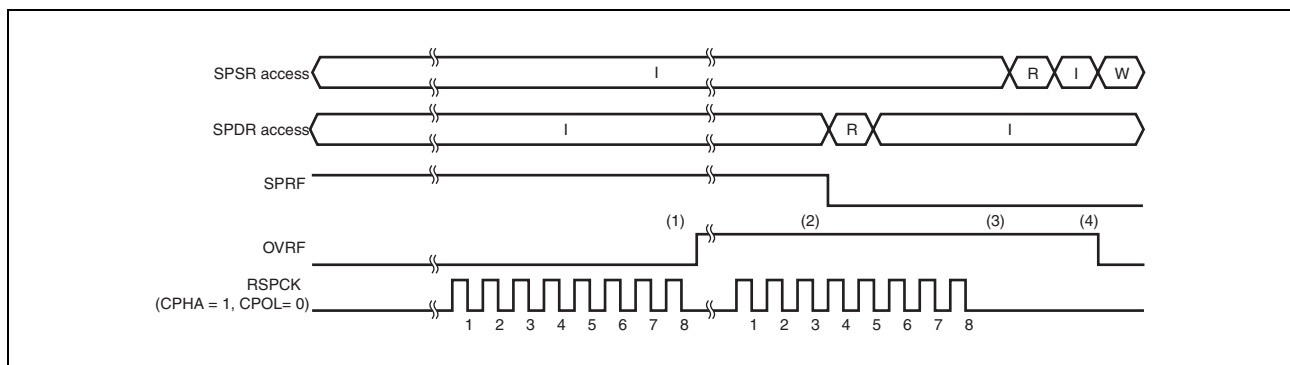 SPSR access I R I W
SPDR access I R I
SPRF
(1) (2) (3) (4)
OVRF
RSPCK
(CPHA = 1, CPOL= 0)
1 2 3 4 5 6 7 8 1 2 3 4 5 6 7 8